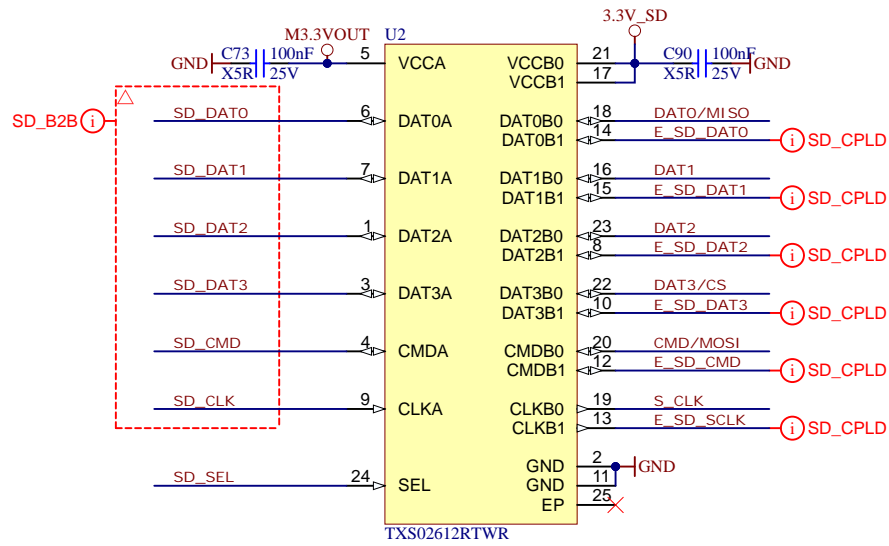 3.3V_SD
M3.3VOUT U2
C73 100nF 5 VCCA VCCB0 21 C90 100nF
GND X5R 25V VCCB1 17 X5R 25V GND
SD_B2B i SD_DAT0 6 DAT0A DAT0B0 18 DAT0/MISO
DAT0B1 14 E_SD_DAT0 i SD_CPLD
SD_DAT1 7 DAT1A DAT1B0 16 DAT1
DAT1B1 15 E_SD_DAT1 i SD_CPLD
SD_DAT2 1 DAT2A DAT2B0 23 DAT2
DAT2B1 8 E_SD_DAT2 i SD_CPLD
SD_DAT3 3 DAT3A DAT3B0 22 DAT3/CS
DAT3B1 10 E_SD_DAT3 i SD_CPLD
SD_CMD 4 CMDA CMDB0 20 CMD/MOSI
CMDB1 12 E_SD_CMD i SD_CPLD
SD_CLK 9 CLKA CLKB0 19 S_CLK
CLKB1 13 E_SD_SCLK i SD_CPLD
GND 2 GND
SD_SEL 24 SEL GND 11
EP 25
TXS02612RTWR